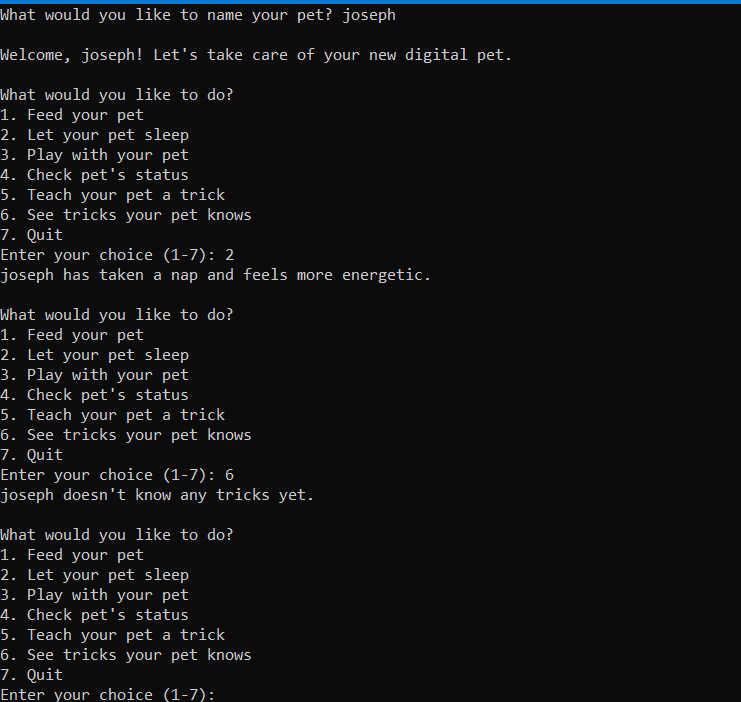 What would you like to name your pet? joseph

Welcome, joseph! Let's take care of your new digital pet.

What would you like to do?
1. Feed your pet
2. Let your pet sleep
3. Play with your pet
4. Check pet's status
5. Teach your pet a trick
6. See tricks your pet knows
7. Quit
Enter your choice (1-7): 2
joseph has taken a nap and feels more energetic.

What would you like to do?
1. Feed your pet
2. Let your pet sleep
3. Play with your pet
4. Check pet's status
5. Teach your pet a trick
6. See tricks your pet knows
7. Quit
Enter your choice (1-7): 6
joseph doesn't know any tricks yet.

What would you like to do?
1. Feed your pet
2. Let your pet sleep
3. Play with your pet
4. Check pet's status
5. Teach your pet a trick
6. See tricks your pet knows
7. Quit
Enter your choice (1-7):